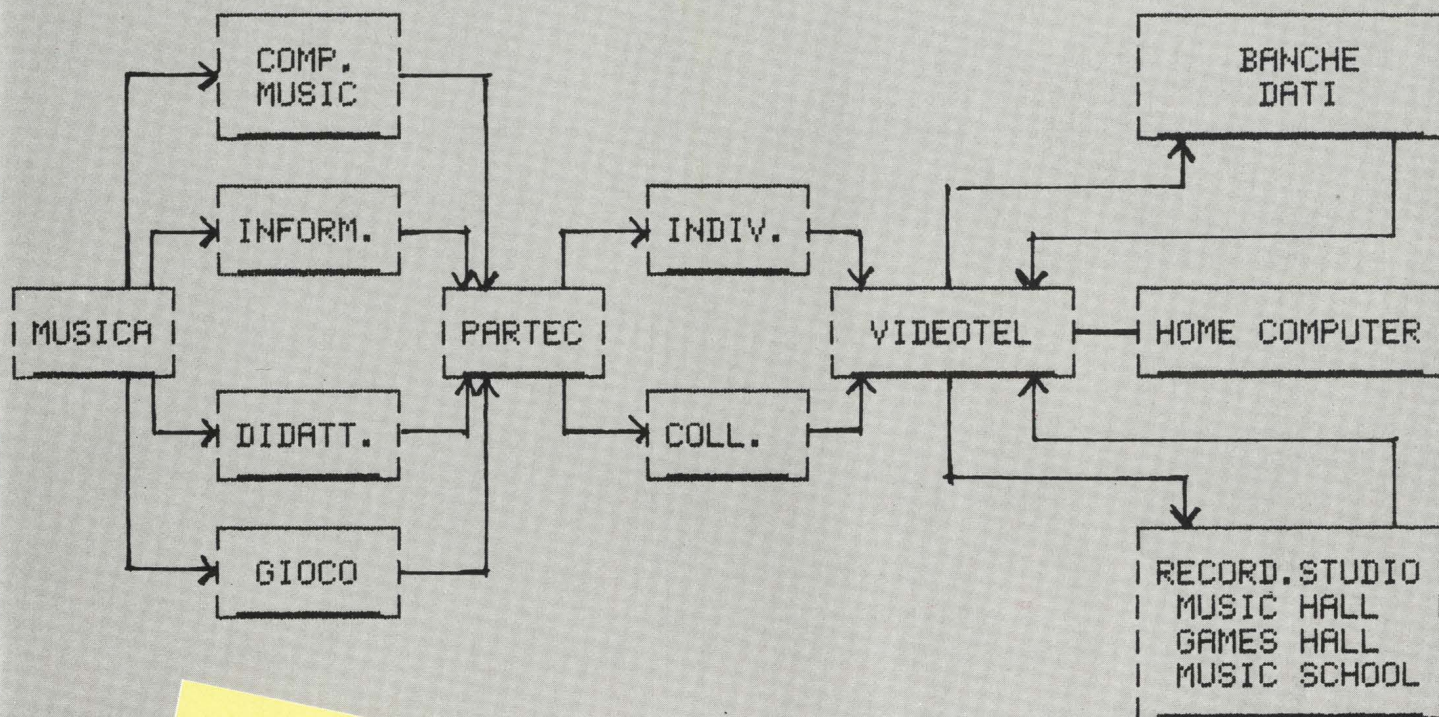 COMP.
MUSIC
BANCHE
DATI
INFORM.
INDIV.
MUSICA
PARTEC
VIDEOTEL
HOME COMPUTER
DIDATT.
COLL.
GIOCO
RECORD.STUDIO
MUSIC HALL
GAMES HALL
MUSIC SCHOOL